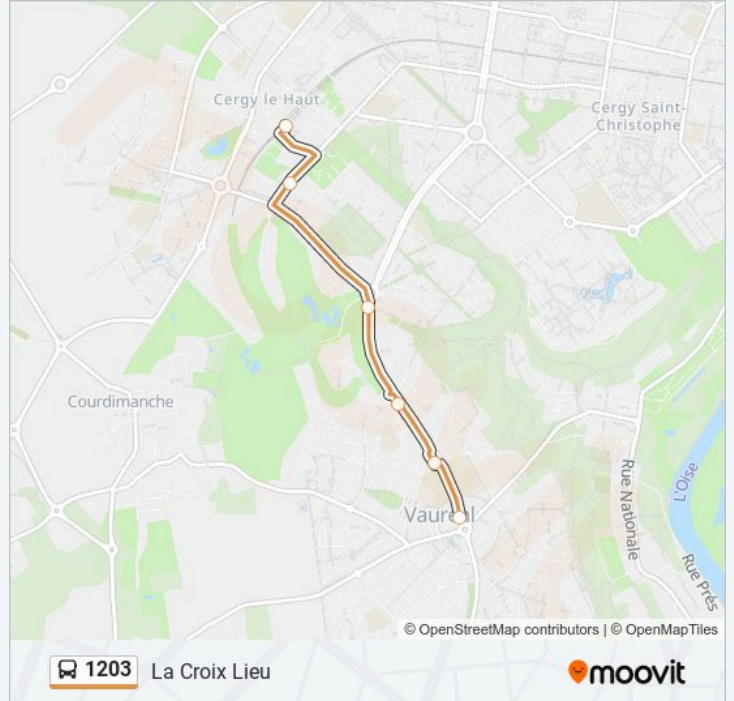 Cergy le Haut
Cergy Saint-
Christophe
Courdimanche
Vauréal
Rue Nationale
L'Oise
Rue Prés
© OpenStreetMap contributors | © OpenMapTiles
1203 La Croix Lieu
moovit